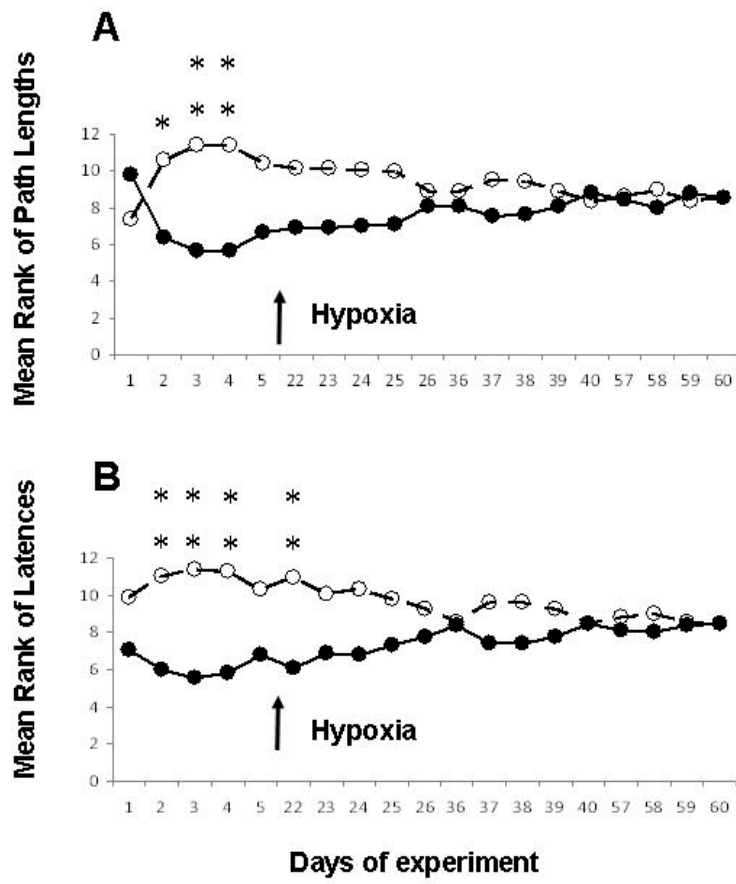 A
* *
* * *
Mean Rank of Path Lengths
12
10
8
6
4
2
0
Hypoxia
1 2 3 4 5 22 23 24 25 26 36 37 38 39 40 57 58 59 60
B
* * * *
* * * *
Mean Rank of Latences
12
10
8
6
4
2
0
Hypoxia
1 2 3 4 5 22 23 24 25 26 36 37 38 39 40 57 58 59 60
Days of experiment